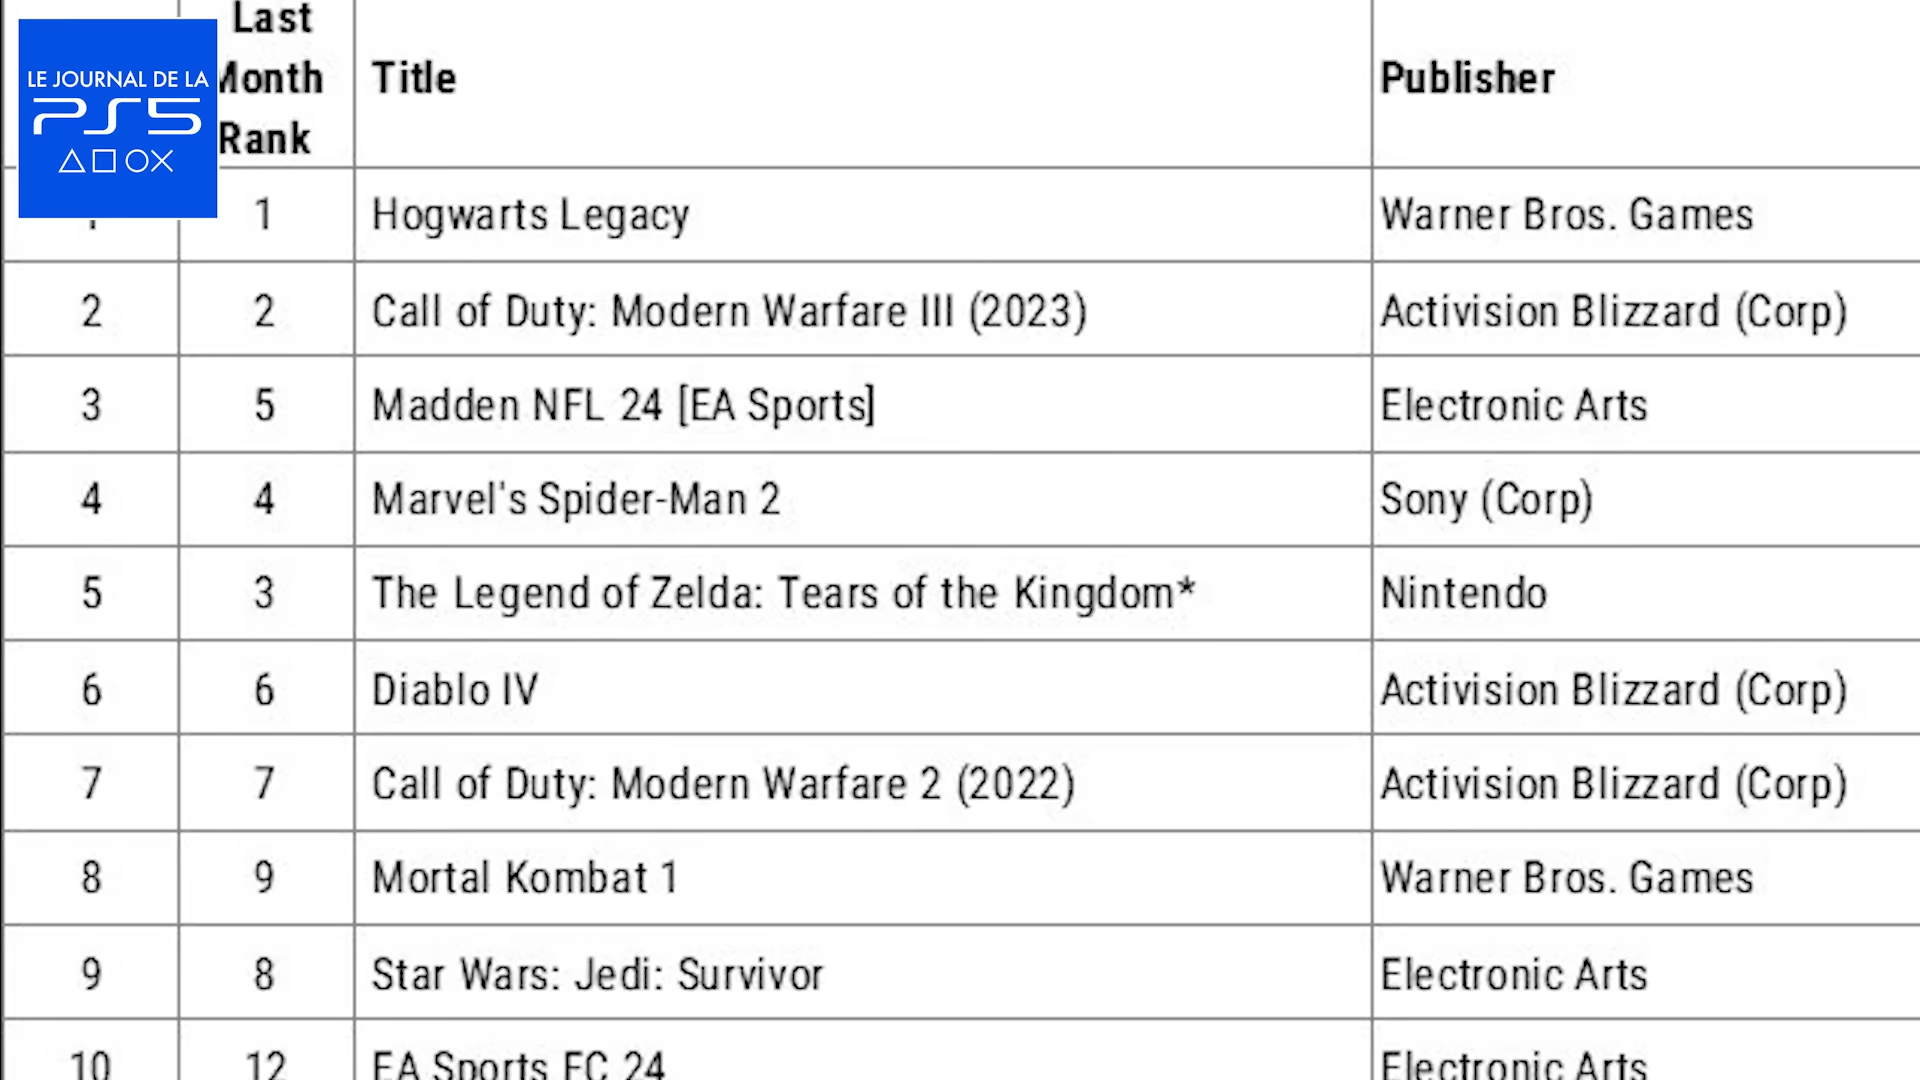 Last
LE JOURNAL DE LA
Month Title Publisher
PS5
Rank
1 Hogwarts Legacy Warner Bros. Games
2 2 Call of Duty: Modern Warfare III (2023) Activision Blizzard (Corp)
3 5 Madden NFL 24 [EA Sports] Electronic Arts
4 4 Marvel's Spider-Man 2 Sony (Corp)
5 3 The Legend of Zelda: Tears of the Kingdom* Nintendo
6 6 Diablo IV Activision Blizzard (Corp)
7 7 Call of Duty: Modern Warfare 2 (2022) Activision Blizzard (Corp)
8 9 Mortal Kombat 1 Warner Bros. Games
9 8 Star Wars: Jedi: Survivor Electronic Arts
10 12 EA Sports FC 24 Electronic Arts